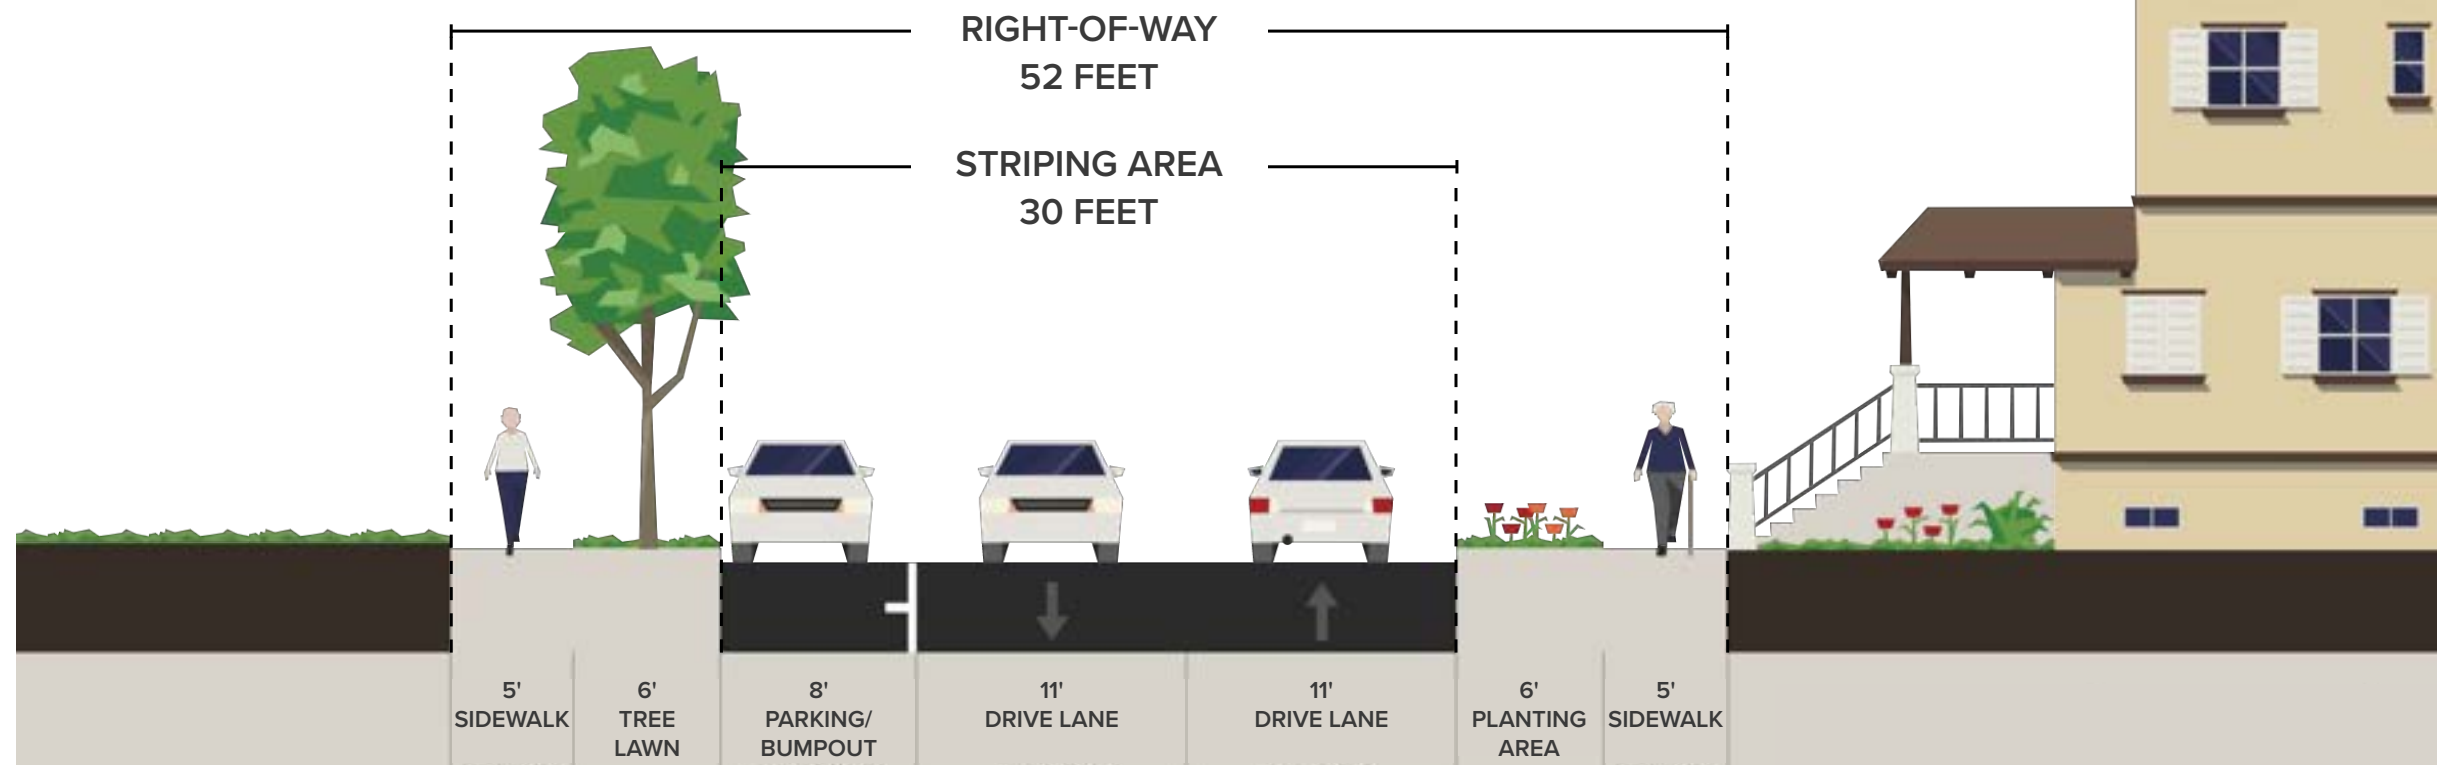 RIGHT-OF-WAY
52 FEET
STRIPING AREA
30 FEET
5'
SIDEWALK
6'
TREE
LAWN
8'
PARKING/
BUMPOUT
11'
DRIVE LANE
11'
DRIVE LANE
6'
PLANTING
AREA
5'
SIDEWALK